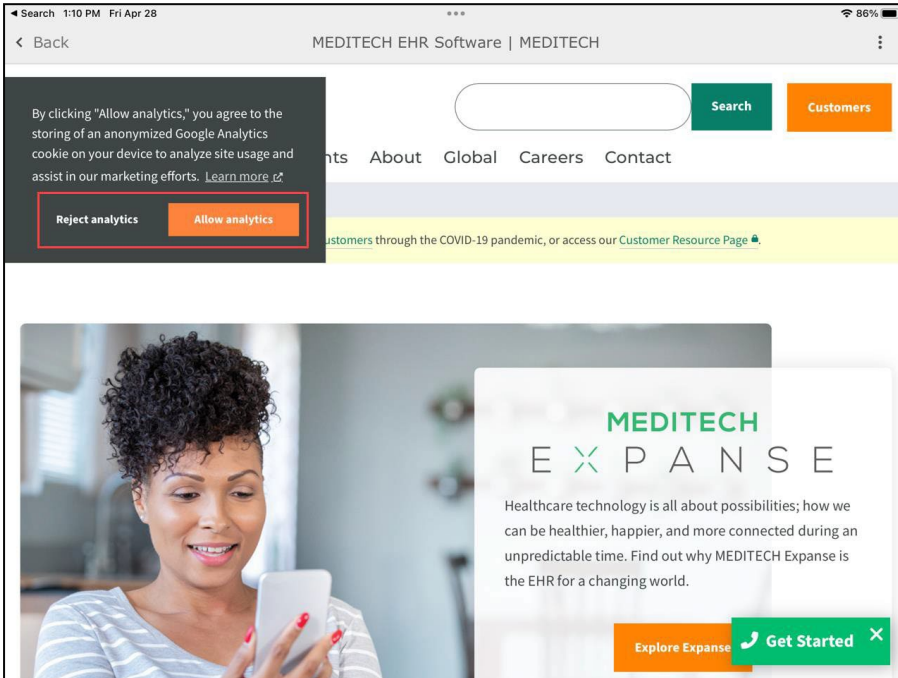 Search 1:10 PM Fri Apr 28 86%
Back MEDITECH EHR Software | MEDITECH
By clicking "Allow analytics," you agree to the
storing of an anonymized Google Analytics
cookie on your device to analyze site usage and
assist in our marketing efforts. Learn more
Reject analytics Allow analytics
Search Customers
nts About Global Careers Contact
ustomers through the COVID-19 pandemic, or access our Customer Resource Page.
MEDITECH
EXPANSE
Healthcare technology is all about possibilities; how we
can be healthier, happier, and more connected during an
unpredictable time. Find out why MEDITECH Expanse is
the EHR for a changing world.
Explore Expanse Get Started